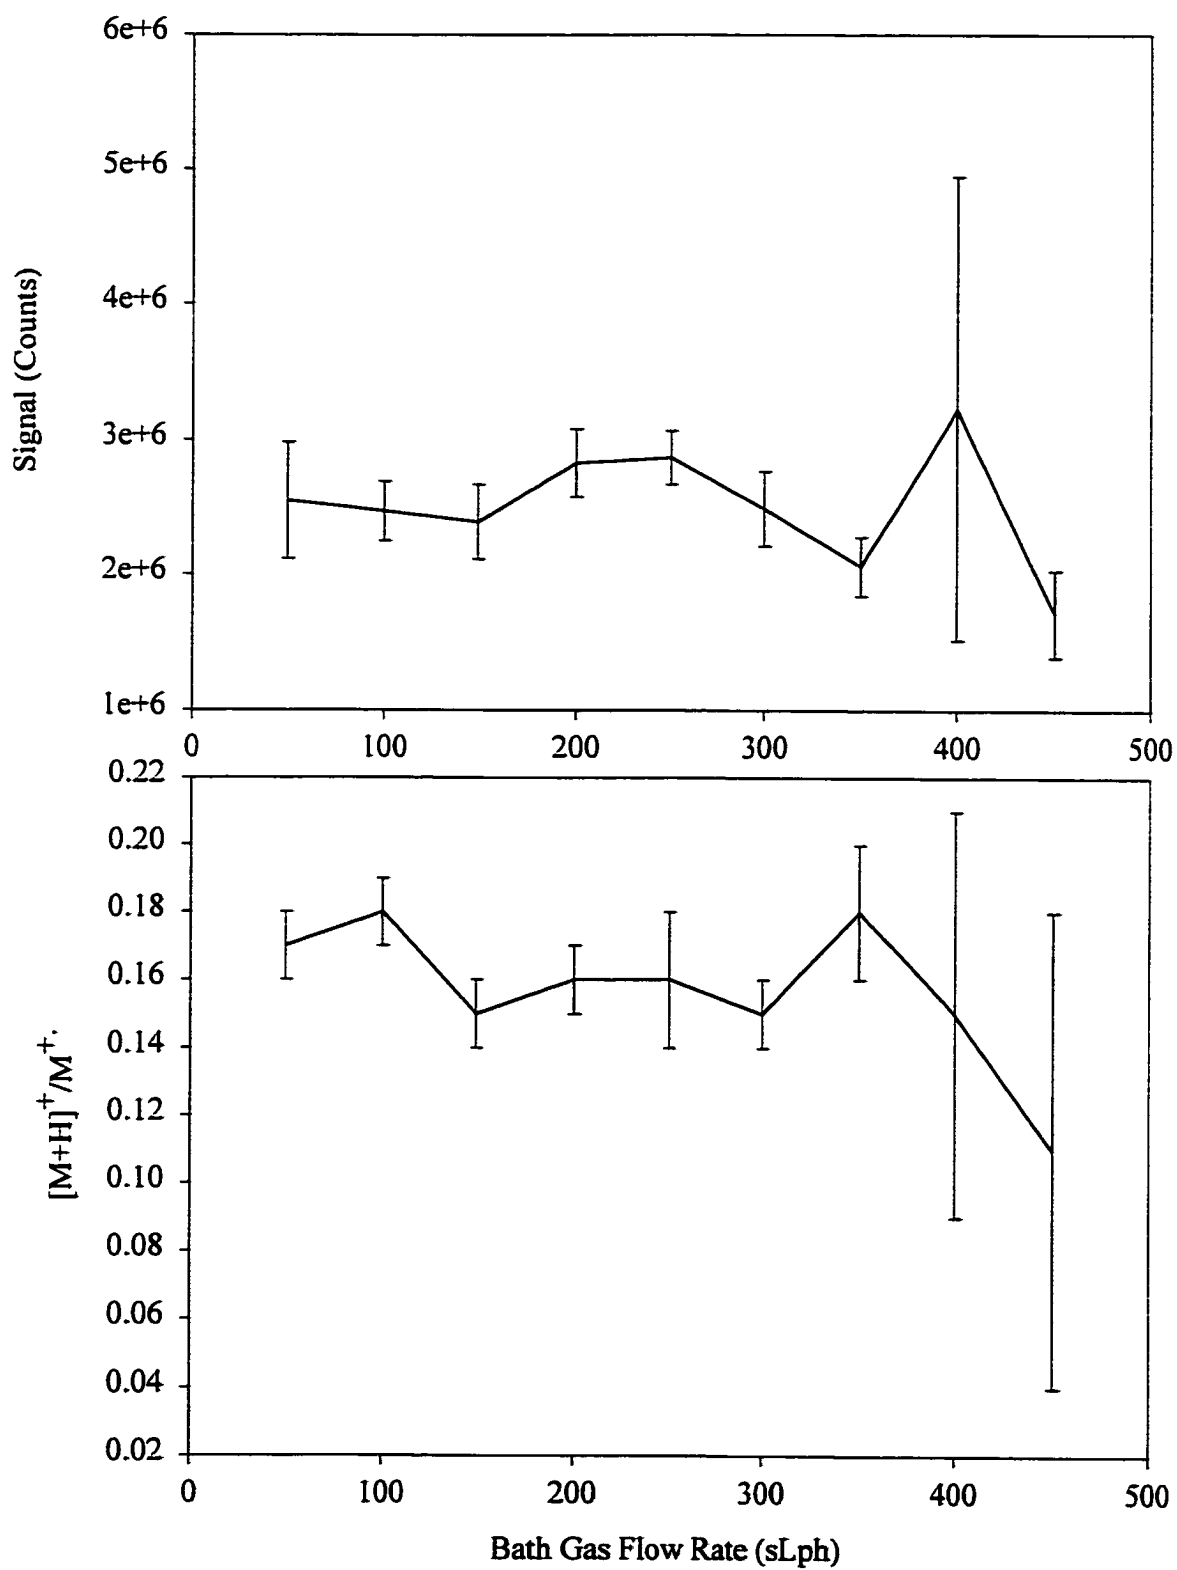 6e+6
5e+6
4e+6
3e+6
2e+6
1e+6
Signal (Counts)
0 100 200 300 400 500
0.22
0.20
0.18
0.16
0.14
0.12
0.10
0.08
0.06
0.04
0.02
[M+H]+/M+.
0 100 200 300 400 500
Bath Gas Flow Rate (sLph)